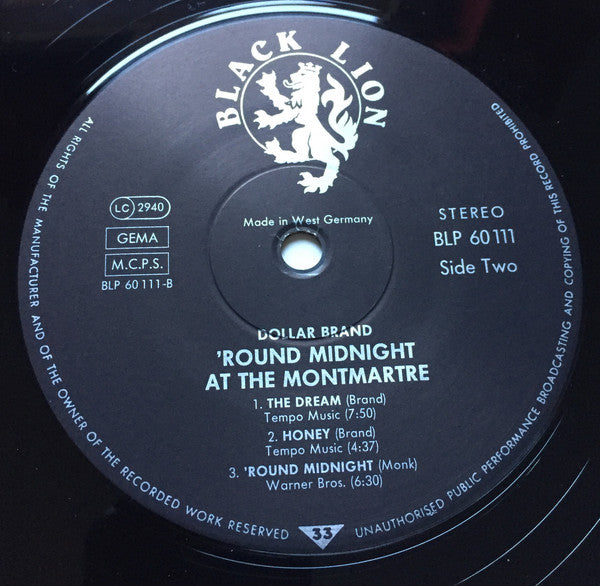 BLACK LION
LC 2940
GEMA
M.C.P.S.
BLP 60 111-B
Made in West Germany
STEREO
BLP 60111
Side Two
DOLLAR BRAND
'ROUND MIDNIGHT
AT THE MONTMARTRE
1. THE DREAM (Brand)
Tempo Music (7:50)
2. HONEY (Brand)
Tempo Music (4:37)
3. 'ROUND MIDNIGHT (Monk)
Warner Bros. (6:30)
33
ALL RIGHTS OF THE MANUFACTURER AND OF THE OWNER OF THE RECORDED WORK RESERVED
UNAUTHORISED PUBLIC PERFORMANCE BROADCASTING AND COPYING OF THIS RECORD PROHIBITED